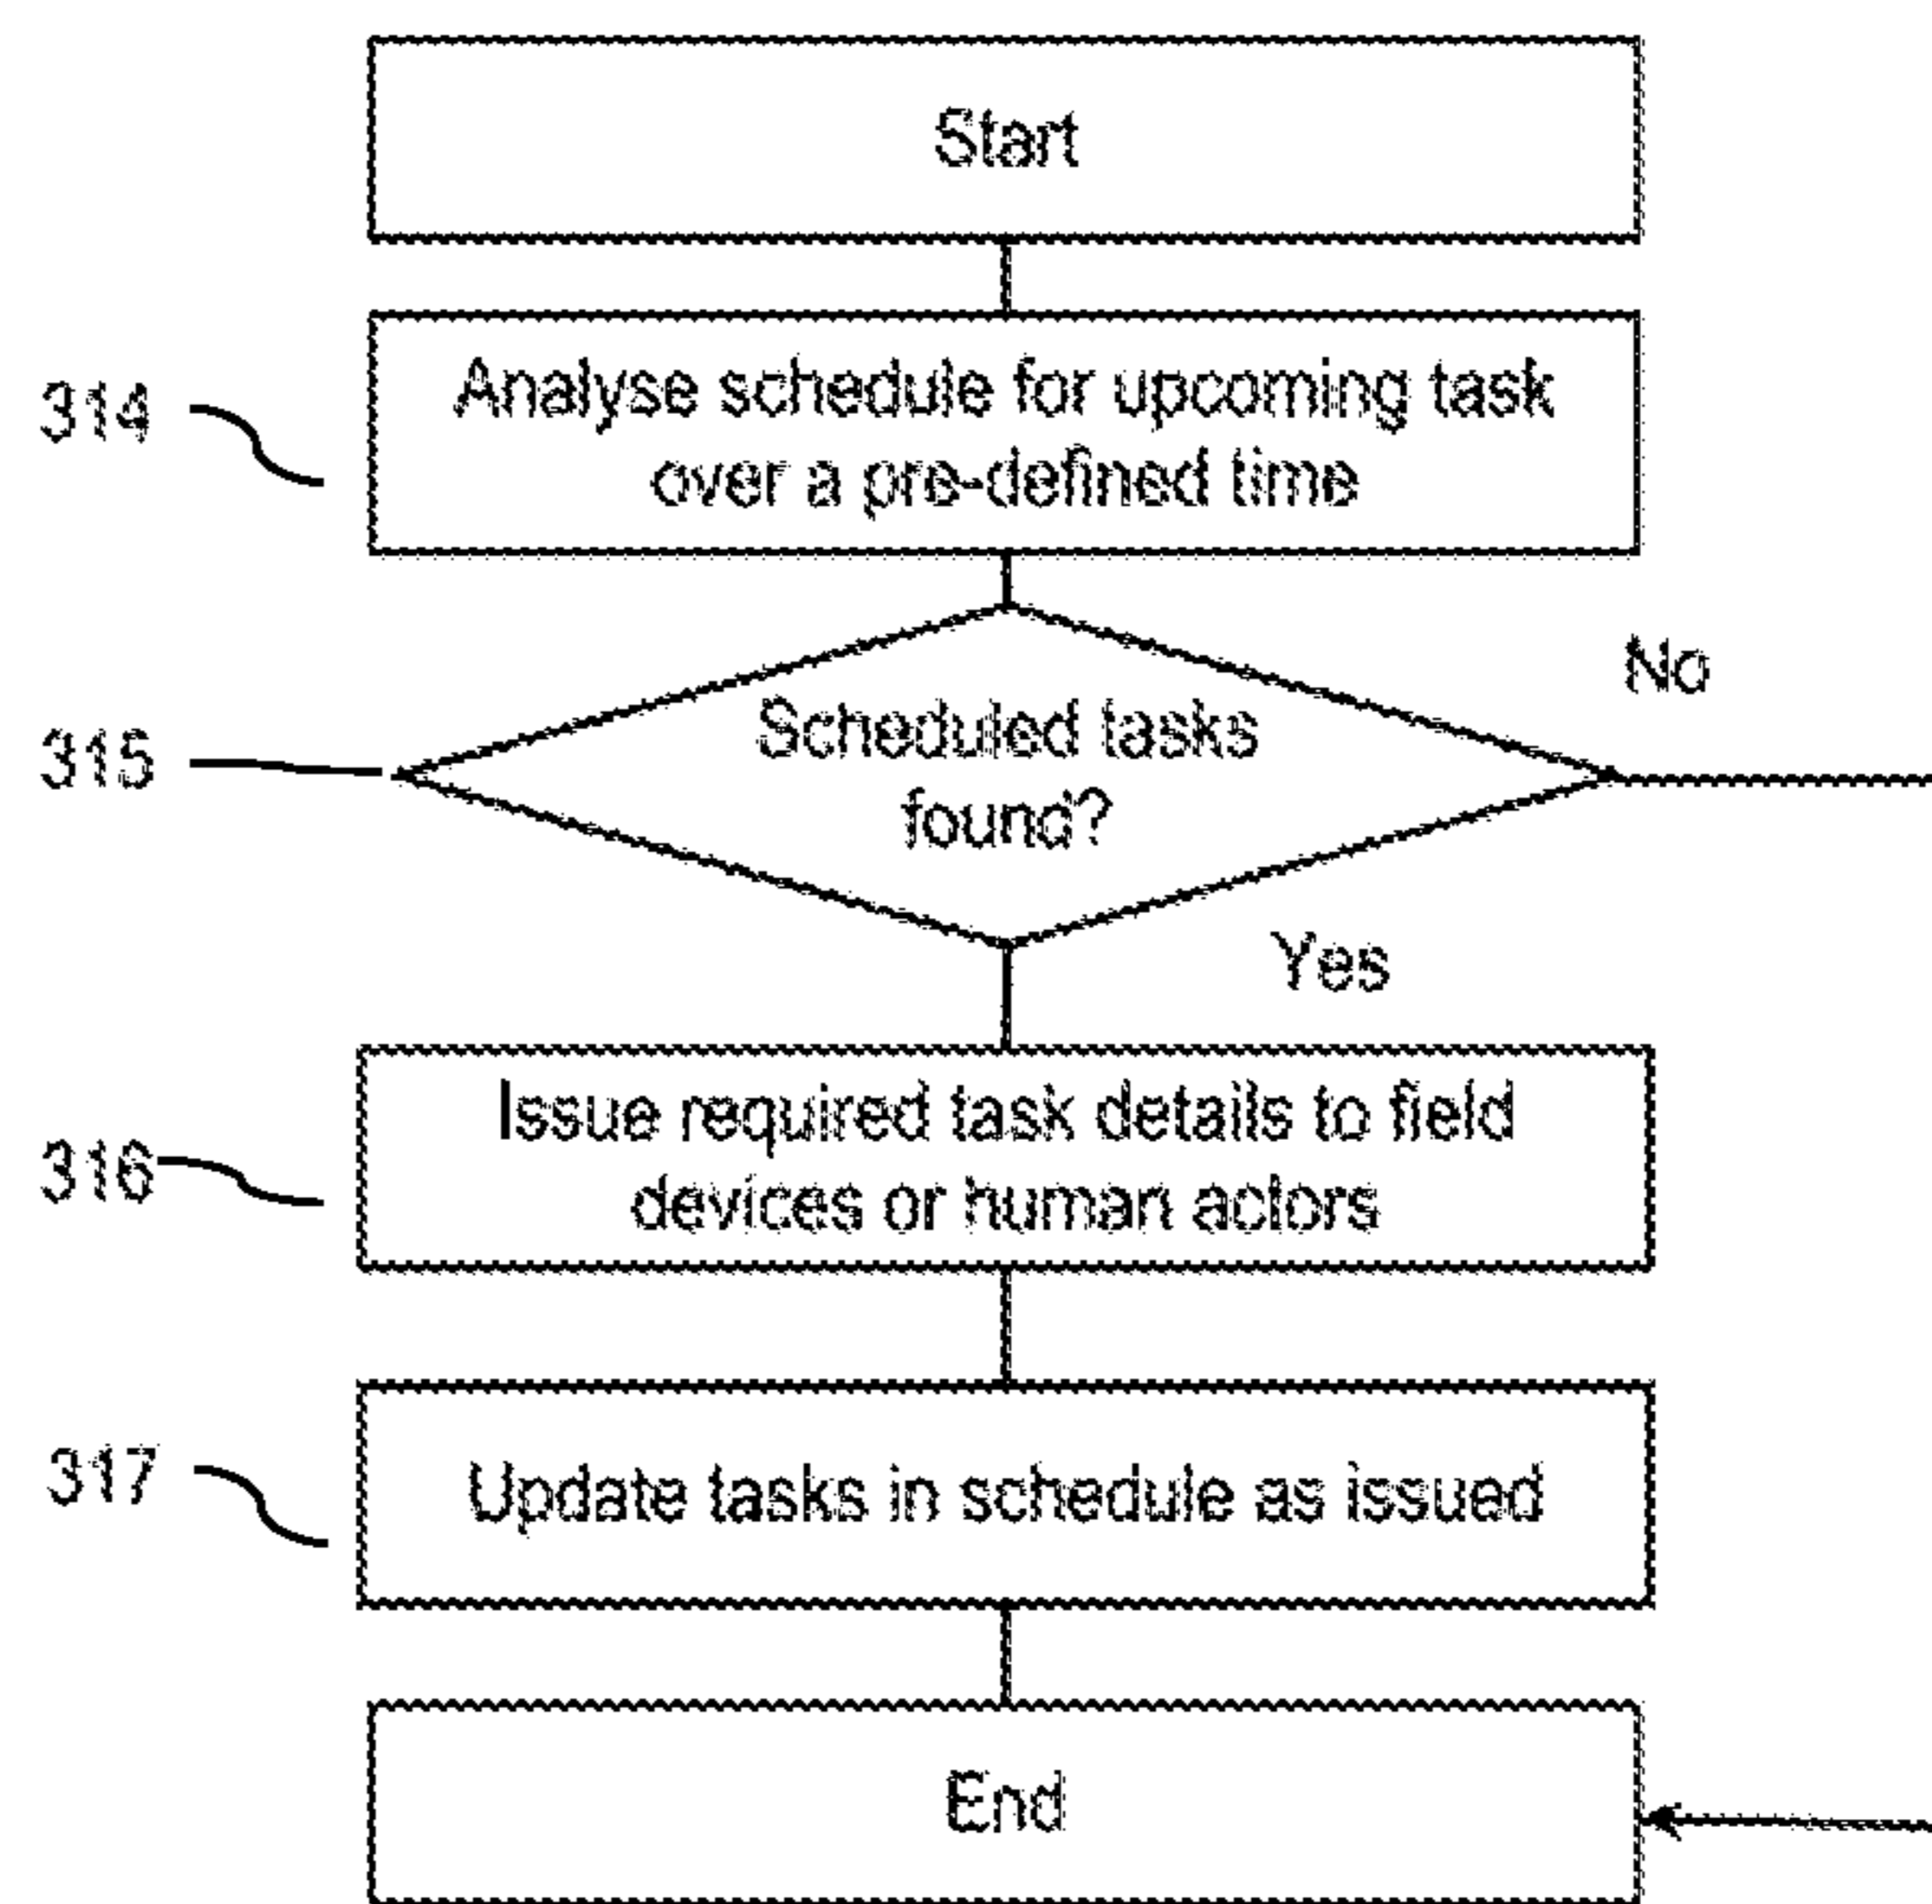 Start
314
Analyse schedule for upcoming task
over a pre-defined time
No
315
Scheduled tasks
found?
Yes
316
Issue required task details to field
devices or human actors
317
Update tasks in schedule as issued
End